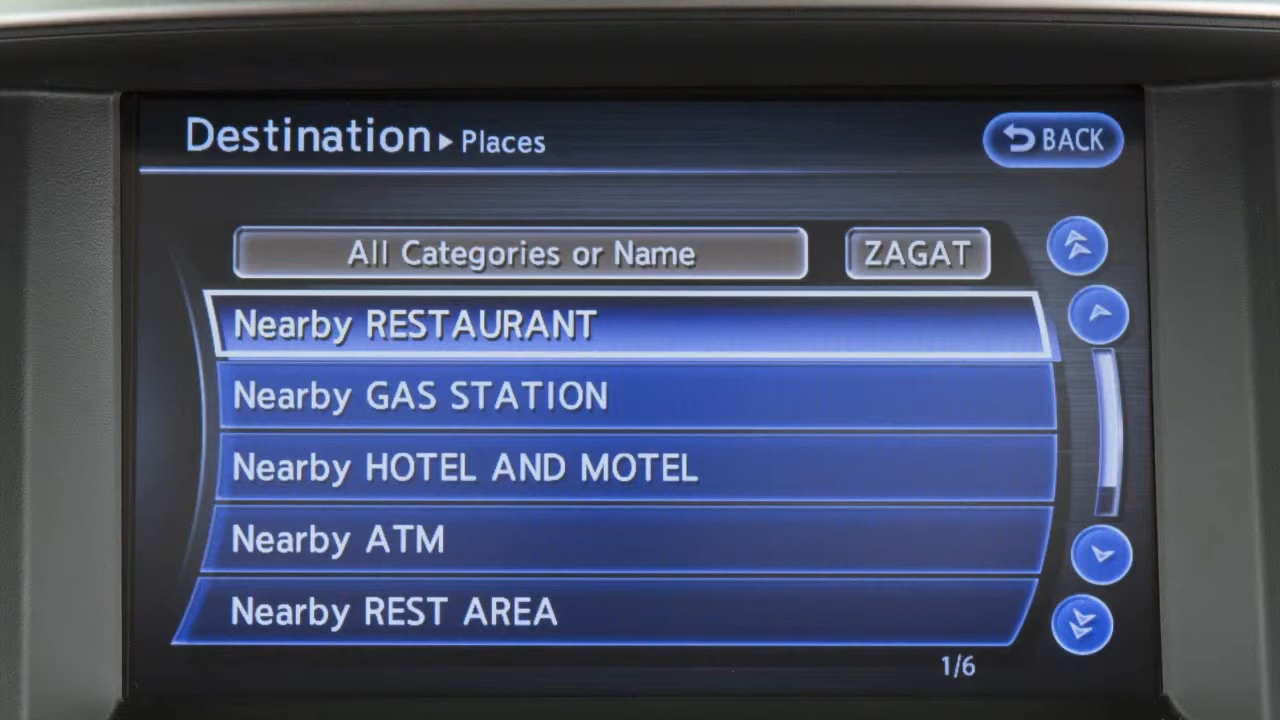 Destination ▸ Places
BACK
All Categories or Name
ZAGAT
Nearby RESTAURANT
Nearby GAS STATION
Nearby HOTEL AND MOTEL
Nearby ATM
Nearby REST AREA
1/6